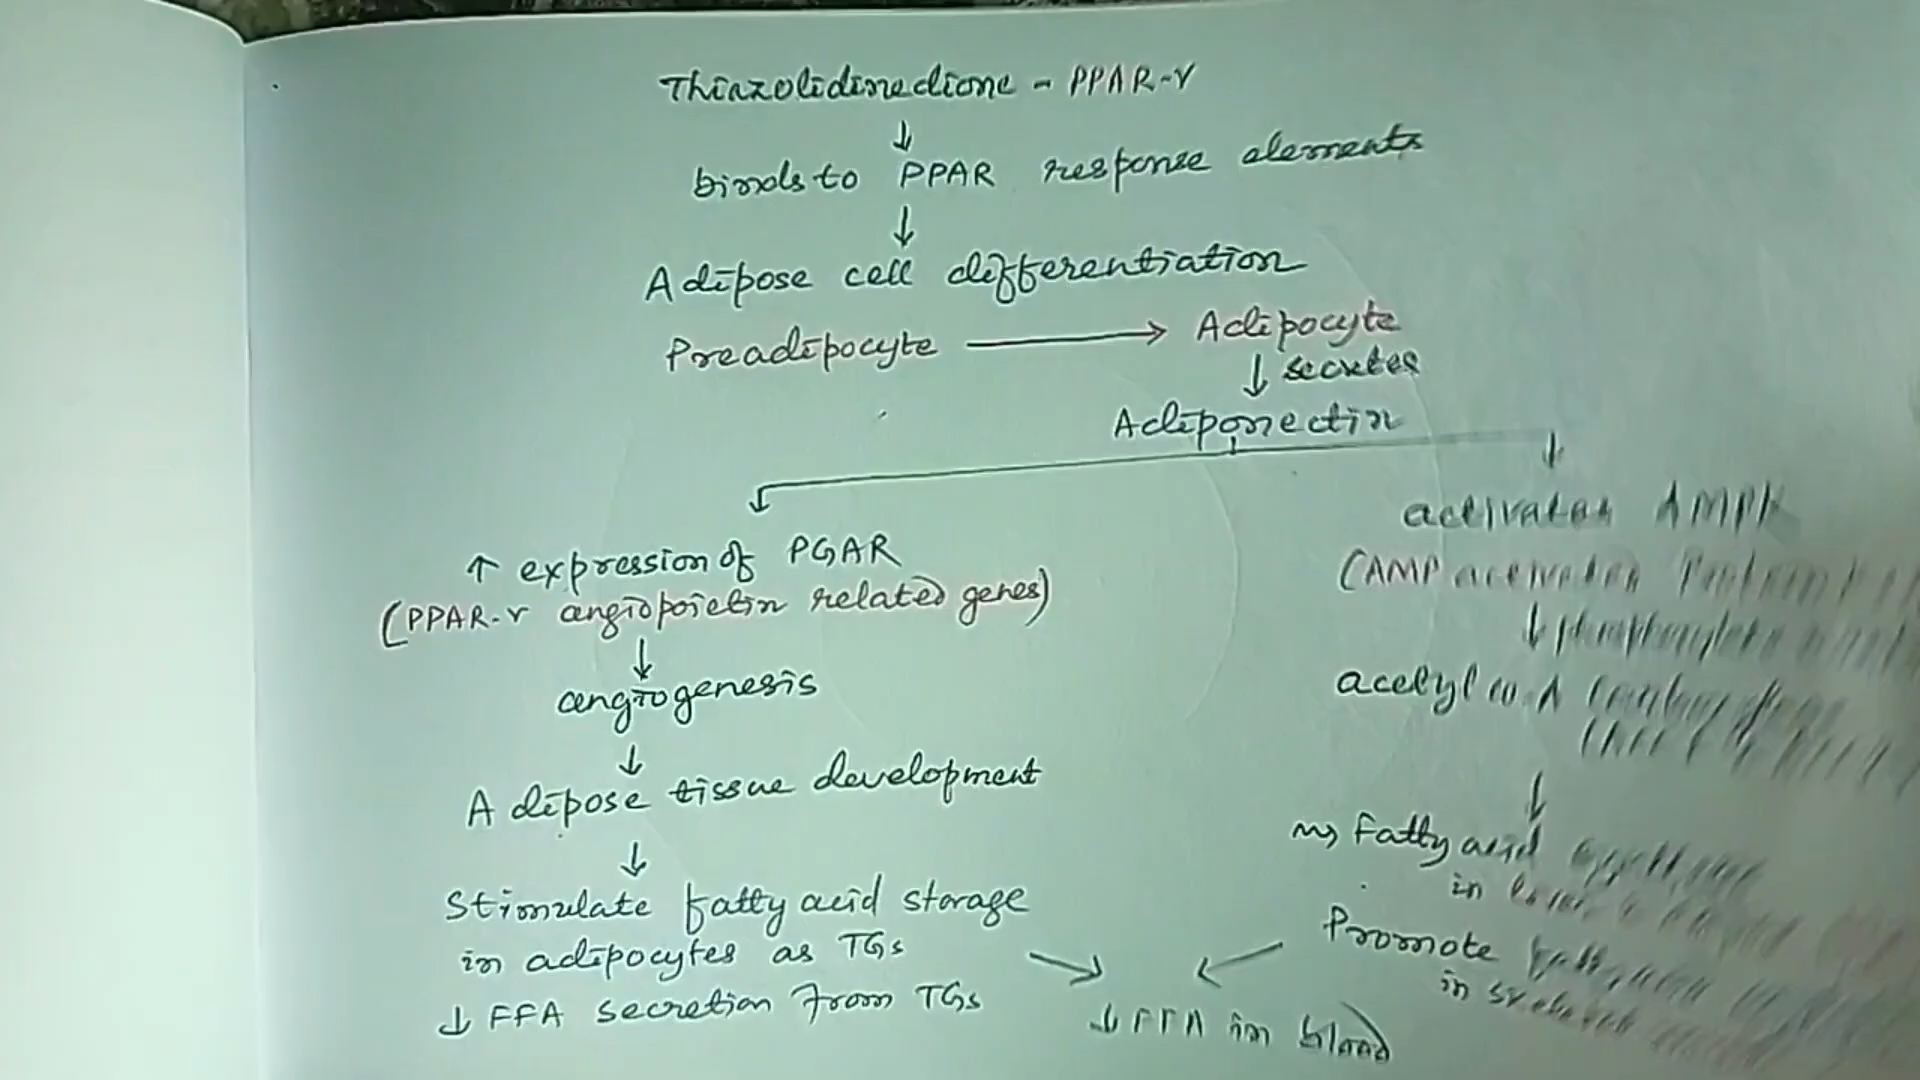 Thiazolidinedione - PPAR-γ
↓
binds to PPAR response elements
↓
Adipose cell differentiation
Preadipocyte → Adipocyte
↓ secretes
Adiponectin
↑ expression of PGAR
(PPAR-γ angiopoietin related genes)
↓
angiogenesis
↓
Adipose tissue development
↓
Stimulate fatty acid storage
in adipocytes as TGs
↓ FFA secretion from TGs
activates AMPK
(AMP activated Protein
↓ phosphorylate
acetyl co-A
↓
Fatty acid
in
Promote
in
↓ FFA in blood